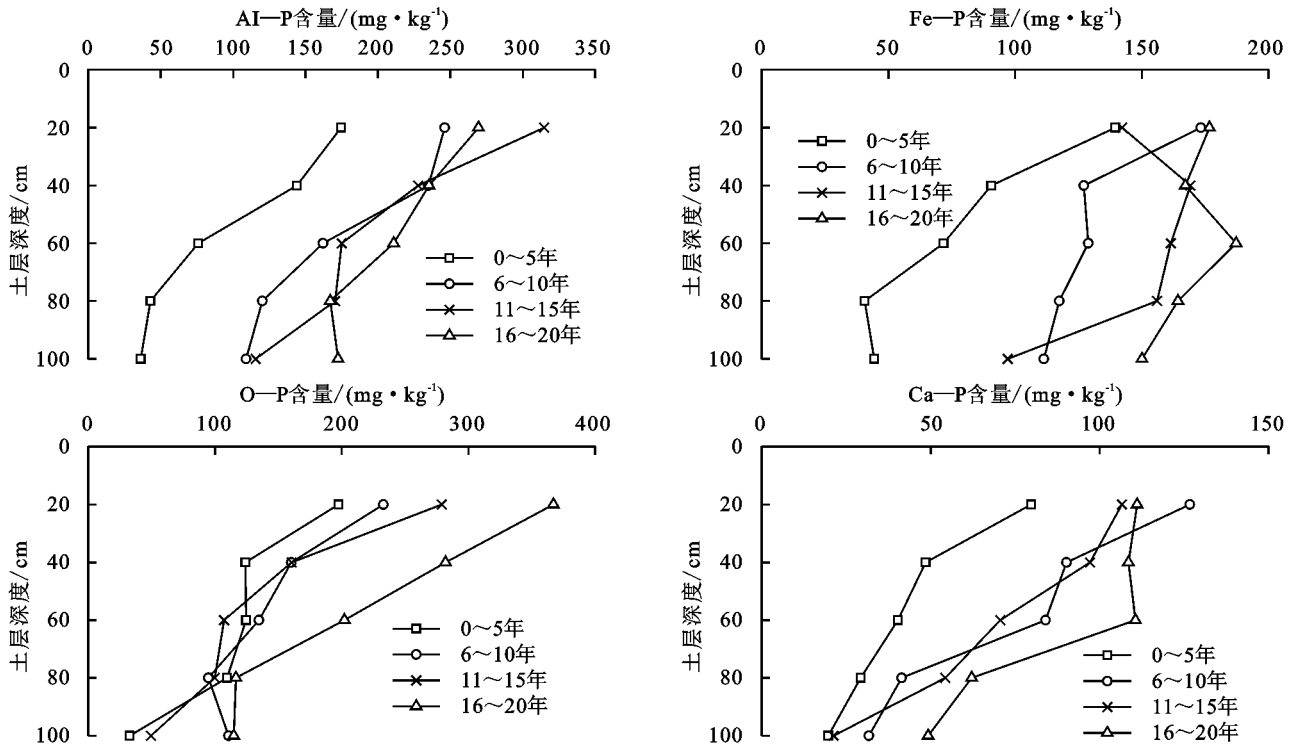 Al—P含量/(mg·kg⁻¹)
0 50 100 150 200 250 300 350
0
20
40
60
80
100
土层深度/cm
0～5年
6～10年
11～15年
16～20年
Fe—P含量/(mg·kg⁻¹)
0 50 100 150 200
0
20
40
60
80
100
土层深度/cm
0～5年
6～10年
11～15年
16～20年
O—P含量/(mg·kg⁻¹)
0 100 200 300 400
0
20
40
60
80
100
土层深度/cm
0～5年
6～10年
11～15年
16～20年
Ca—P含量/(mg·kg⁻¹)
0 50 100 150
0
20
40
60
80
100
土层深度/cm
0～5年
6～10年
11～15年
16～20年